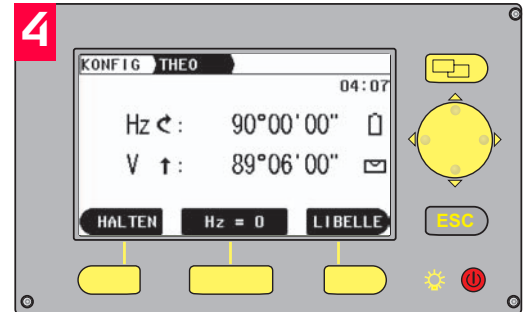 4
KONFIG THEO
04:07
Hz : 90°00'00"
V : 89°06'00"
HALTEN Hz = 0 LIBELLE
ESC